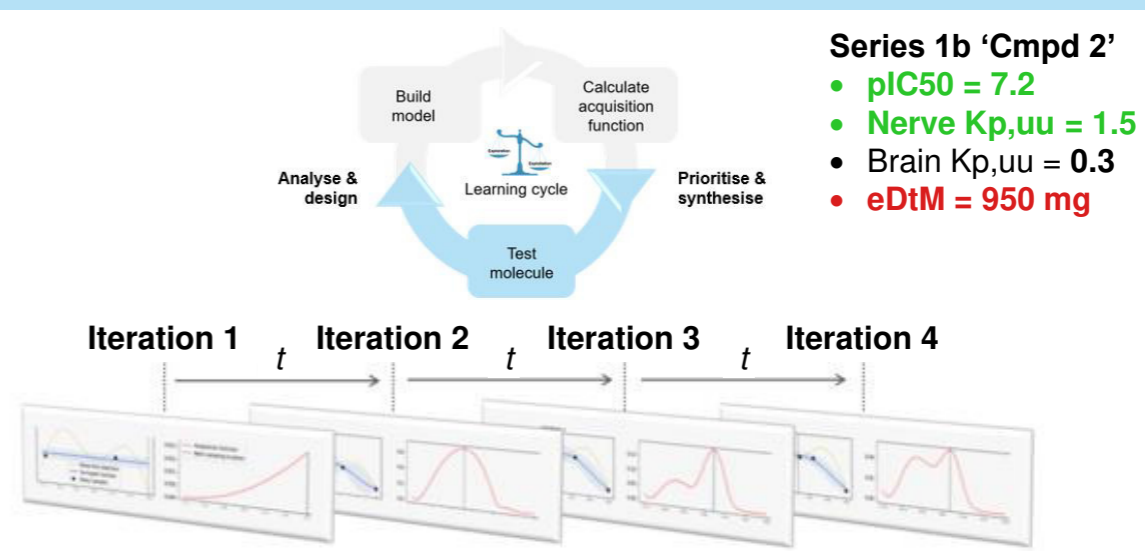 Series 1b ‘Cmpd 2’
• pIC50 = 7.2
• Nerve Kp,uu = 1.5
• Brain Kp,uu = 0.3
• eDtM = 950 mg
Build
model
Calculate
acquisition
function
Analyse &
design
Learning cycle
Prioritise &
synthesise
Test
molecule
Iteration 1
t
Iteration 2
t
Iteration 3
t
Iteration 4